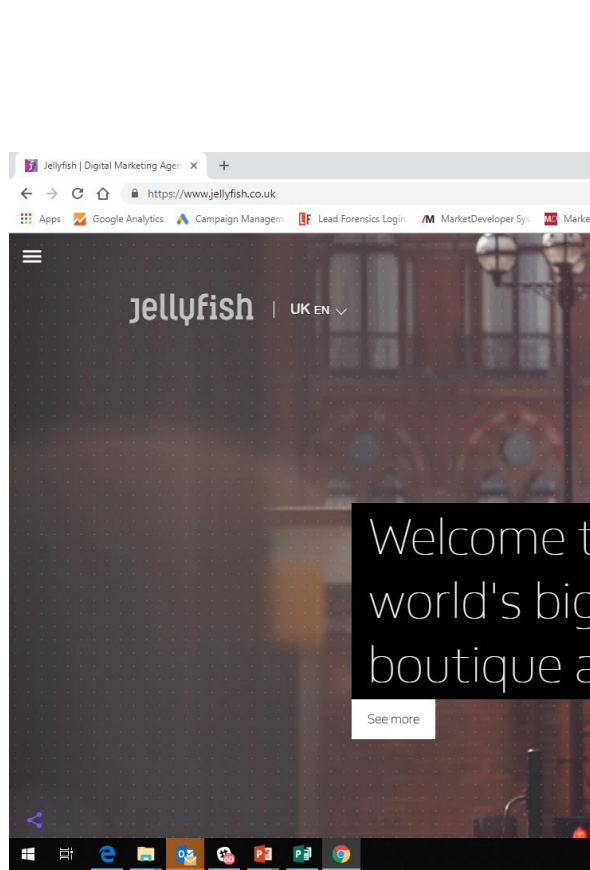 Jellyfish | Digital Marketing Agen
https://www.jellyfish.co.uk
Apps Google Analytics Campaign Managem Lead Forensics Login MarketDeveloper Sys Marke
Jellyfish | UK EN
Welcome t
world's big
boutique a
See more